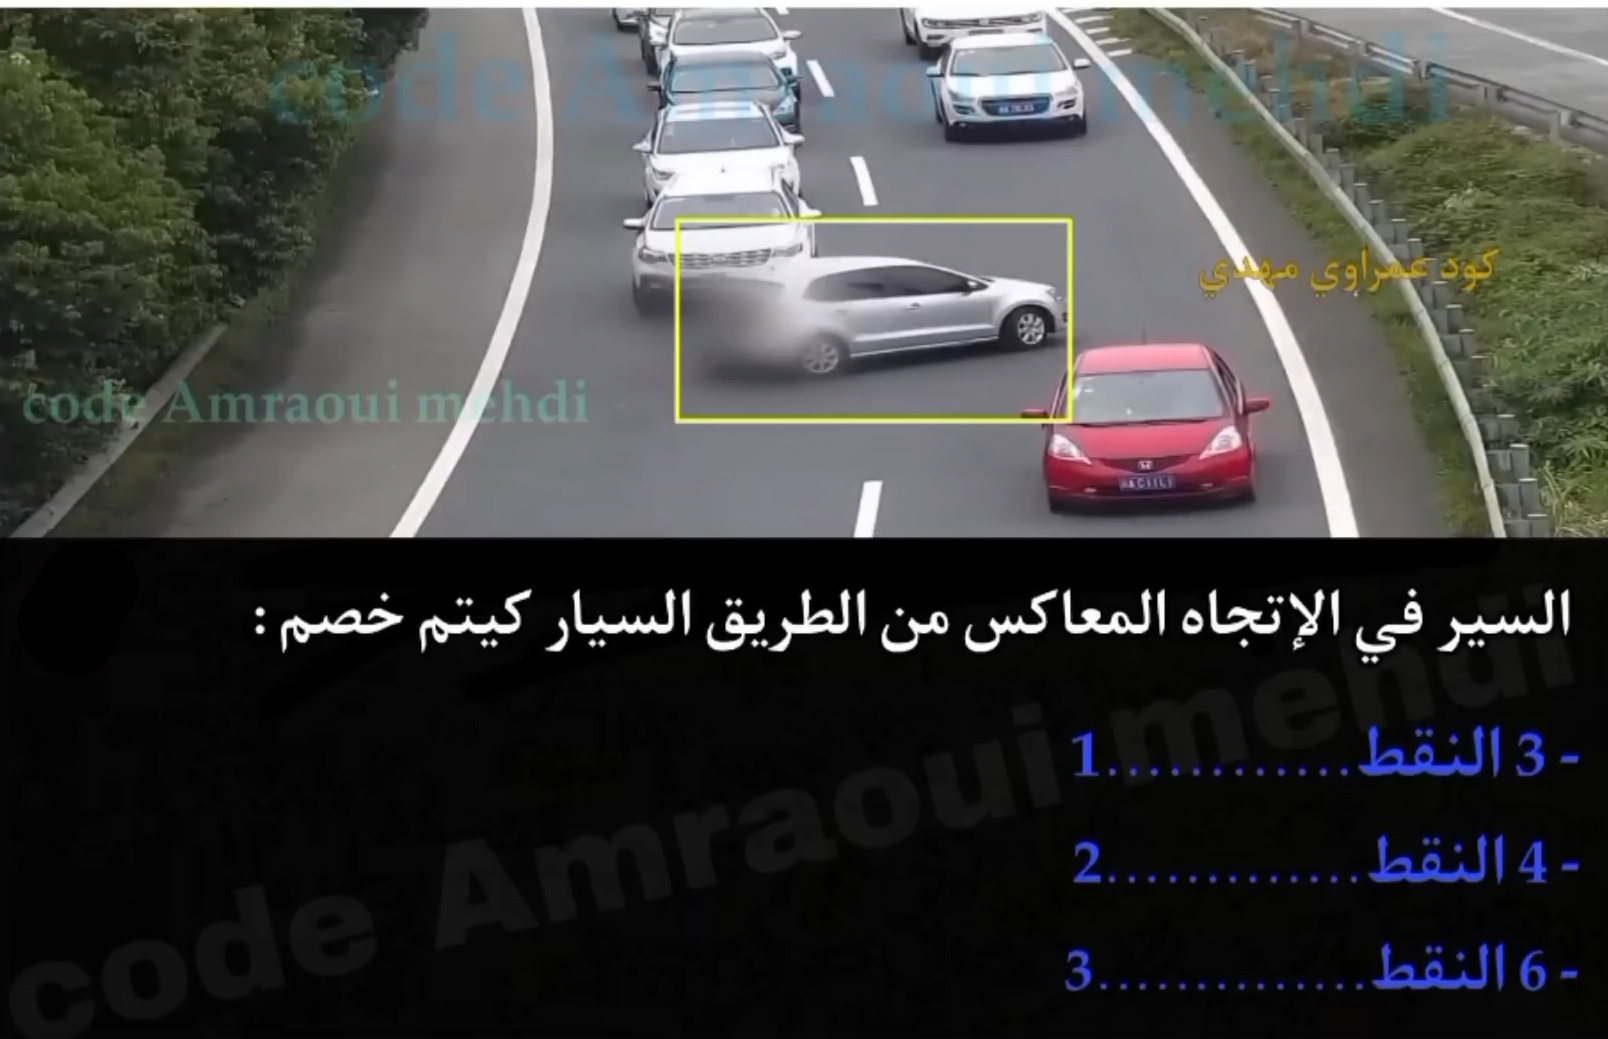 code Amraoui mehdi
كود عمراوي مهدي
code Amraoui mehdi
السير في الإتجاه المعاكس من الطريق السيار كيتم خصم :
- 3 النقط.............1
- 4 النقط..............2
- 6 النقط...............3
code Amraoui mehdi